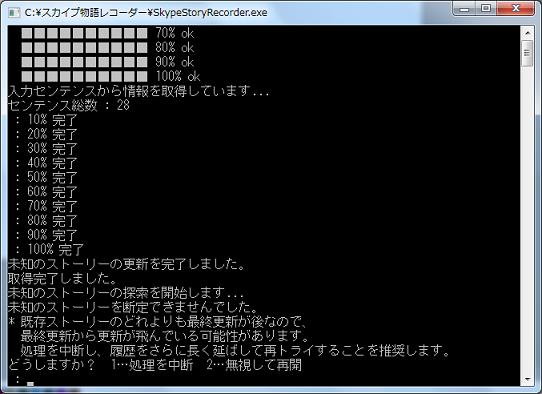 C:¥スカイプ物語レコーダー¥SkypeStoryRecorder.exe
■■■■■■■■■■ 70% ok
■■■■■■■■■■ 80% ok
■■■■■■■■■■ 90% ok
■■■■■■■■■■ 100% ok
入力センテンスから情報を取得しています...
センテンス総数 : 28
: 10% 完了
: 20% 完了
: 30% 完了
: 40% 完了
: 50% 完了
: 60% 完了
: 70% 完了
: 80% 完了
: 90% 完了
: 100% 完了
未知のストーリーの更新を完了しました。
取得完了しました。
未知のストーリーの探索を開始します...
未知のストーリーを断定できませんでした。
* 既存ストーリーのどれよりも最終更新が後なので、
最終更新から更新が飛んでいる可能性があります。
処理を中断し、履歴をさらに長く延ばして再トライすることを推奨します。
どうしますか？ 1…処理を中断 2…無視して再開
: